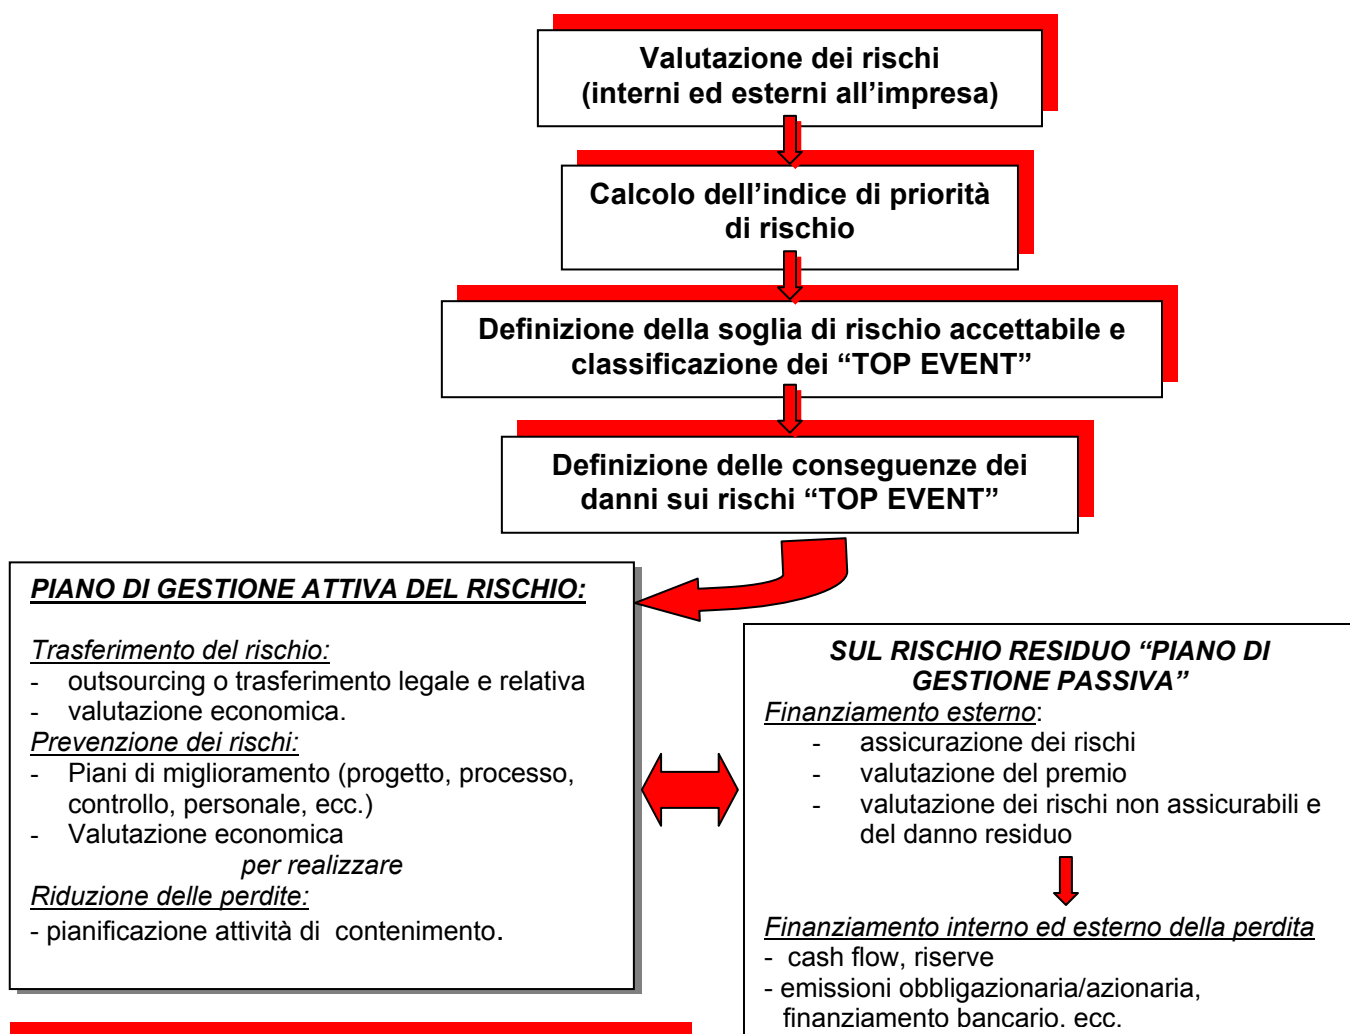 Valutazione dei rischi
(interni ed esterni all’impresa)
Calcolo dell’indice di priorità
di rischio
Definizione della soglia di rischio accettabile e
classificazione dei “TOP EVENT”
Definizione delle conseguenze dei
danni sui rischi “TOP EVENT”
PIANO DI GESTIONE ATTIVA DEL RISCHIO:
Trasferimento del rischio:
- outsourcing o trasferimento legale e relativa
- valutazione economica.
Prevenzione dei rischi:
- Piani di miglioramento (progetto, processo,
controllo, personale, ecc.)
- Valutazione economica
per realizzare
Riduzione delle perdite:
- pianificazione attività di contenimento.
SUL RISCHIO RESIDUO “PIANO DI
GESTIONE PASSIVA”
Finanziamento esterno:
- assicurazione dei rischi
- valutazione del premio
- valutazione dei rischi non assicurabili e
del danno residuo
Finanziamento interno ed esterno della perdita
- cash flow, riserve
- emissioni obbligazionaria/azionaria,
finanziamento bancario. ecc.